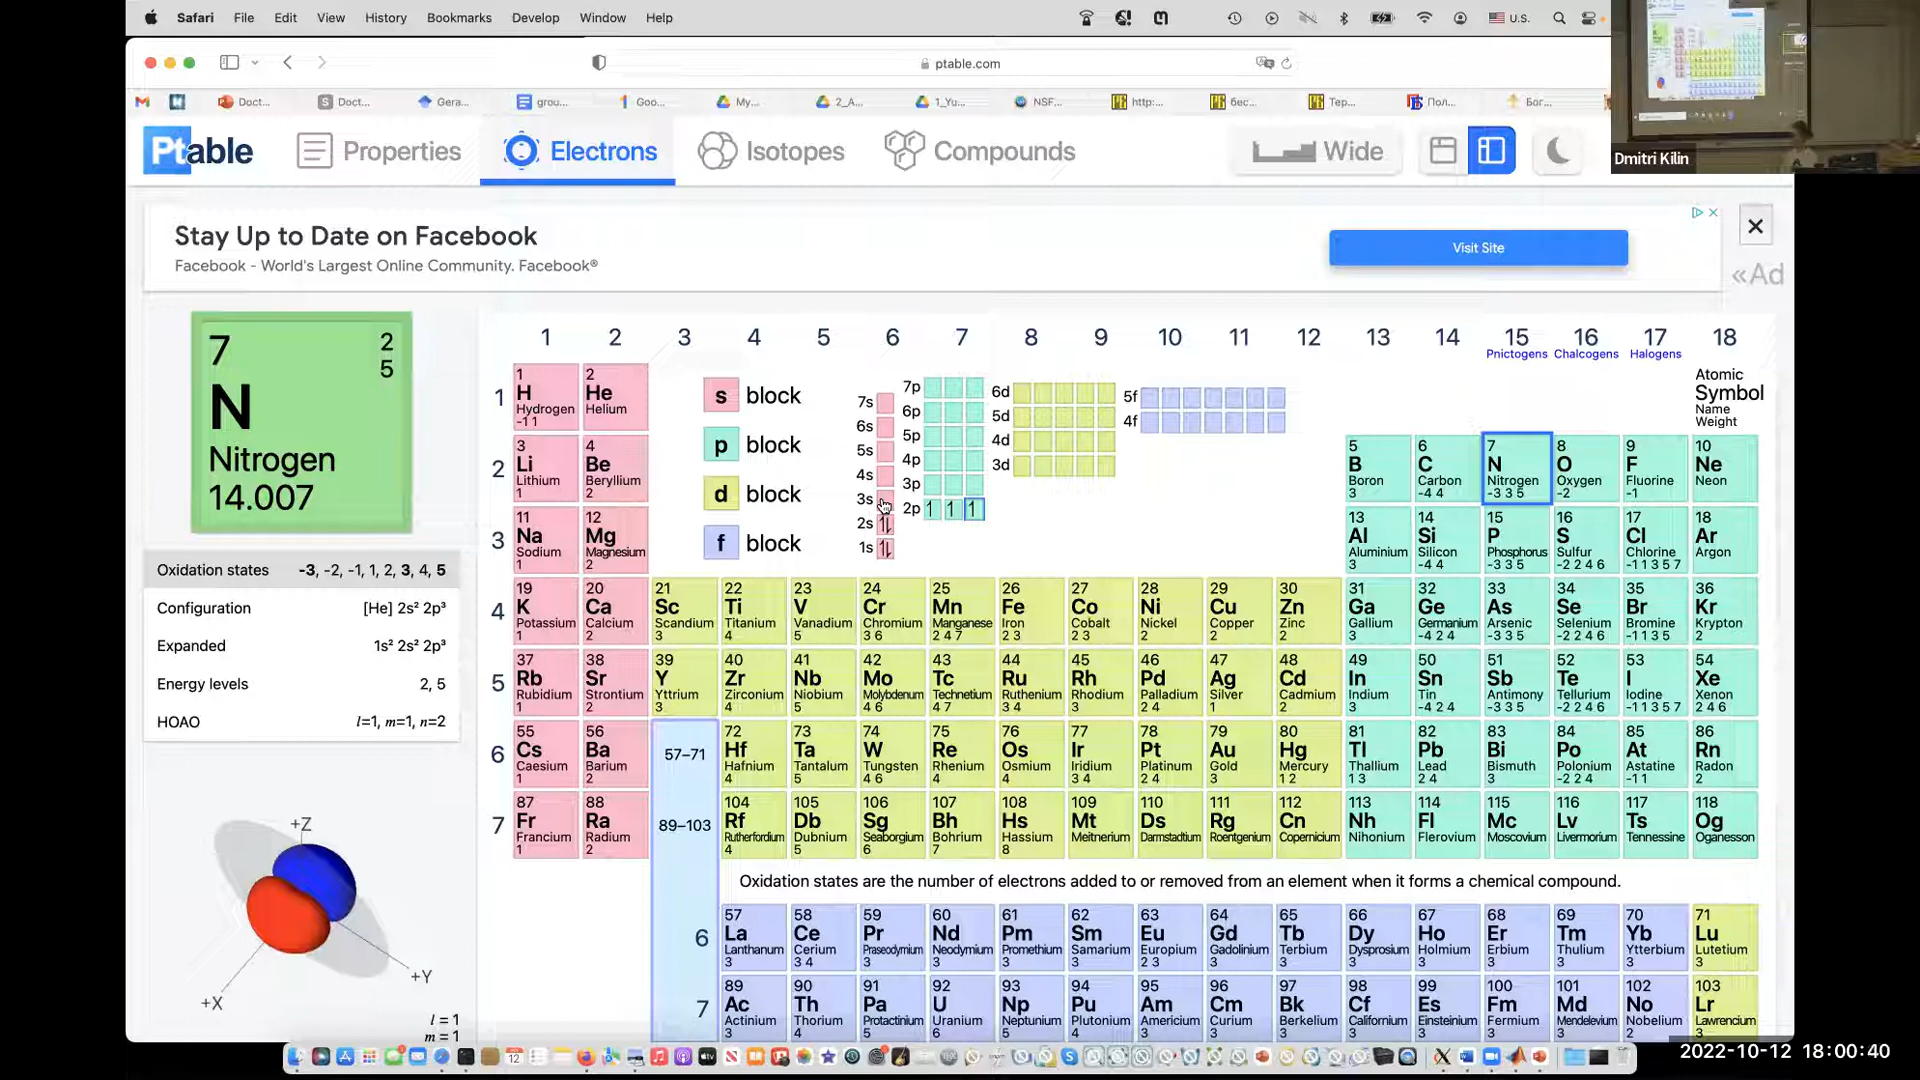 Safari File Edit View History Bookmarks Develop Window Help U.S.
ptable.com
Doct... Doct... Gera... grou... Goo... My... 2_A... 1_Yu... NSF... http:... бес... Тер... Пол... Бог...
Ptable Properties Electrons Isotopes Compounds Wide
Dmitri Kilin
Stay Up to Date on Facebook
Facebook - World's Largest Online Community. Facebook®
Visit Site
«Ad
7 2
5
N
Nitrogen
14.007
Oxidation states -3, -2, -1, 1, 2, 3, 4, 5
Configuration [He] 2s² 2p³
Expanded 1s² 2s² 2p³
Energy levels 2, 5
HOAO l=1, m=1, n=2
+Z
+Y
+X
l = 1
m = 1
1 2 3 4 5 6 7 8 9 10 11 12 13 14 15 16 17 18
Pnictogens Chalcogens Halogens
s block
p block
d block
f block
7s 6s 5s 4s 3s 2s 1s
7p 6p 5p 4p 3p 2p
6d 5d 4d 3d
5f 4f
Atomic
Symbol
Name
Weight
1
1 H Hydrogen -1 1
2 He Helium
2
3 Li Lithium 1
4 Be Beryllium 2
5 B Boron 3
6 C Carbon -4 4
7 N Nitrogen -3 3 5
8 O Oxygen -2
9 F Fluorine -1
10 Ne Neon
3
11 Na Sodium 1
12 Mg Magnesium 2
13 Al Aluminium 3
14 Si Silicon -4 4
15 P Phosphorus -3 3 5
16 S Sulfur -2 2 4 6
17 Cl Chlorine -1 1 3 5 7
18 Ar Argon
4
19 K Potassium 1
20 Ca Calcium 2
21 Sc Scandium 3
22 Ti Titanium 4
23 V Vanadium 5
24 Cr Chromium 3 6
25 Mn Manganese 2 4 7
26 Fe Iron 2 3
27 Co Cobalt 2 3
28 Ni Nickel 2
29 Cu Copper 2
30 Zn Zinc 2
31 Ga Gallium 3
32 Ge Germanium -4 2 4
33 As Arsenic -3 3 5
34 Se Selenium -2 2 4 6
35 Br Bromine -1 1 3 5
36 Kr Krypton 2
5
37 Rb Rubidium 1
38 Sr Strontium 2
39 Y Yttrium 3
40 Zr Zirconium 4
41 Nb Niobium 5
42 Mo Molybdenum 4 6
43 Tc Technetium 4 7
44 Ru Ruthenium 3 4
45 Rh Rhodium 3
46 Pd Palladium 2 4
47 Ag Silver 1
48 Cd Cadmium 2
49 In Indium 3
50 Sn Tin -4 2 4
51 Sb Antimony -3 3 5
52 Te Tellurium -2 2 4 6
53 I Iodine -1 1 3 5 7
54 Xe Xenon 2 4 6
6
55 Cs Caesium 1
56 Ba Barium 2
57–71
72 Hf Hafnium 4
73 Ta Tantalum 5
74 W Tungsten 4 6
75 Re Rhenium 4
76 Os Osmium 4
77 Ir Iridium 3 4
78 Pt Platinum 2 4
79 Au Gold 3
80 Hg Mercury 1 2
81 Tl Thallium 1 3
82 Pb Lead 2 4
83 Bi Bismuth 3
84 Po Polonium -2 2 4
85 At Astatine -1 1
86 Rn Radon 2
7
87 Fr Francium 1
88 Ra Radium 2
89–103
104 Rf Rutherfordium 4
105 Db Dubnium 5
106 Sg Seaborgium 6
107 Bh Bohrium 7
108 Hs Hassium 8
109 Mt Meitnerium
110 Ds Darmstadtium
111 Rg Roentgenium
112 Cn Copernicium
113 Nh Nihonium
114 Fl Flerovium
115 Mc Moscovium
116 Lv Livermorium
117 Ts Tennessine
118 Og Oganesson
Oxidation states are the number of electrons added to or removed from an element when it forms a chemical compound.
6
57 La Lanthanum 3
58 Ce Cerium 3 4
59 Pr Praseodymium 3
60 Nd Neodymium 3
61 Pm Promethium 3
62 Sm Samarium 3
63 Eu Europium 2 3
64 Gd Gadolinium 3
65 Tb Terbium 3
66 Dy Dysprosium 3
67 Ho Holmium 3
68 Er Erbium 3
69 Tm Thulium 3
70 Yb Ytterbium 3
71 Lu Lutetium 3
7
89 Ac Actinium 3
90 Th Thorium 4
91 Pa Protactinium 5
92 U Uranium 6
93 Np Neptunium 5
94 Pu Plutonium 4
95 Am Americium 3
96 Cm Curium 3
97 Bk Berkelium 3
98 Cf Californium 3
99 Es Einsteinium 3
100 Fm Fermium 3
101 Md Mendelevium 3
102 No Nobelium 2
103 Lr Lawrencium 3
2022-10-12 18:00:40